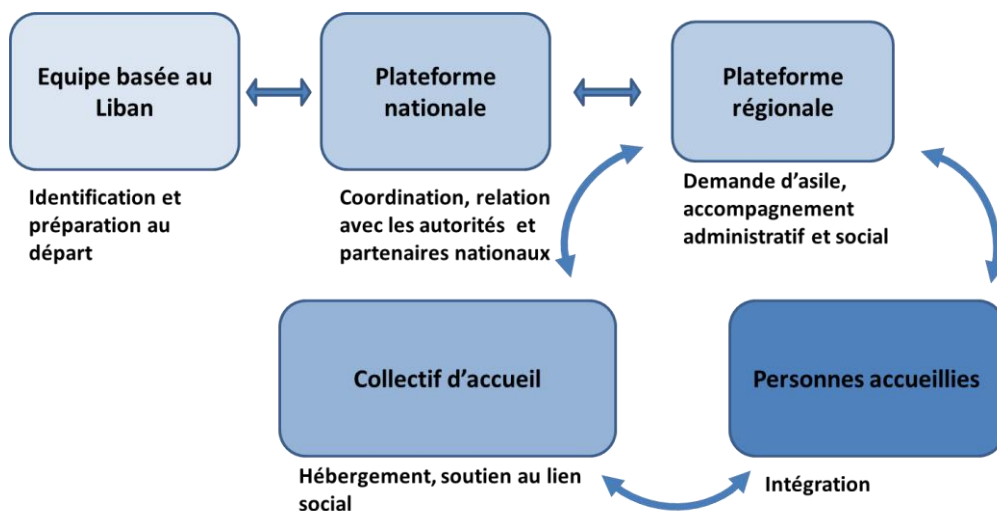 Equipe basée au
Liban
Plateforme
nationale
Plateforme
régionale
Identification et
préparation au
départ
Coordination, relation
avec les autorités et
partenaires nationaux
Demande d'asile,
accompagnement
administratif et social
Collectif d'accueil
Personnes accueillies
Hébergement, soutien au lien
social
Intégration